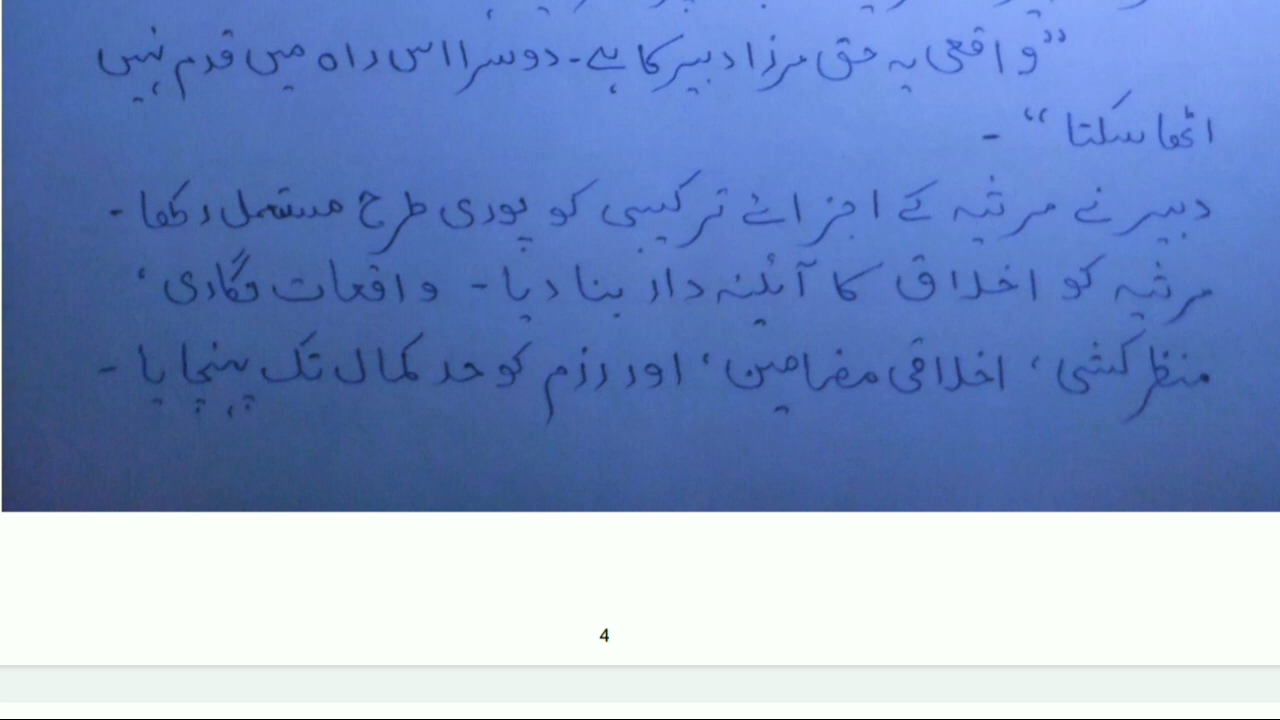 ”واقعی یہ حق مرزا دبیر کا ہے۔ دوسرا اس راہ میں قدم نہیں
اٹھا سکتا“ ۔
دبیر نے مرثیہ کے اجزائے ترکیبی کو پوری طرح مستعمل رکھا۔
مرثیہ کو اخلاق کا آئینہ دار بنا دیا۔ واقعات نگاری،
منظر کشی، اخلاقی مضامین، اور رزم کو حد کمال تک پہنچایا۔
4